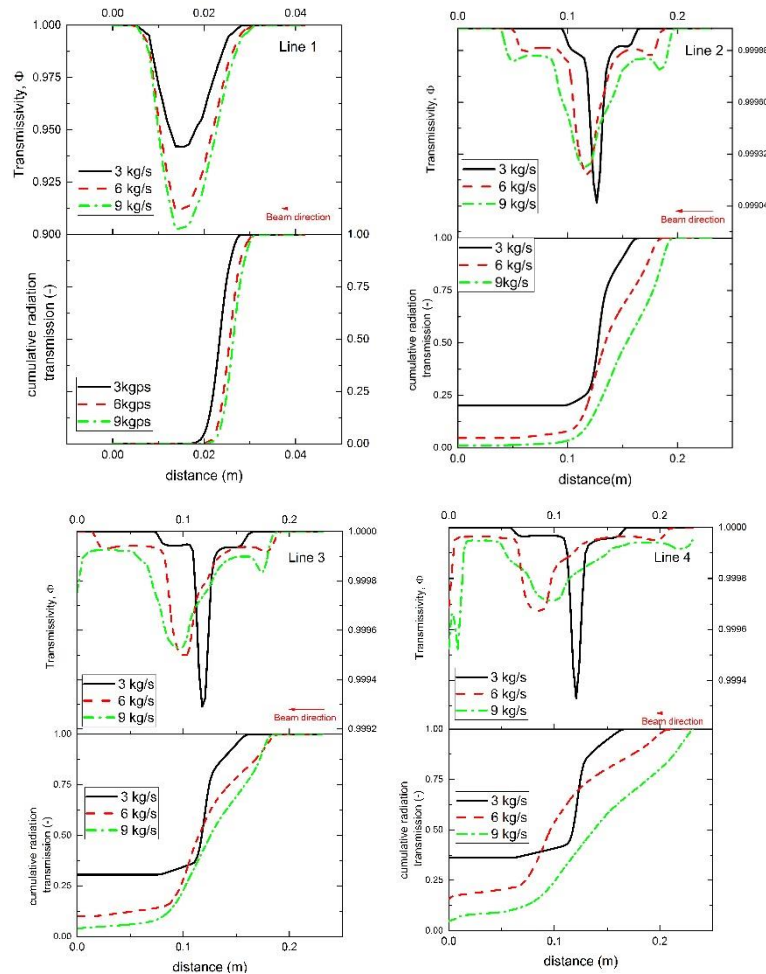 0.00 0.02 0.04
1.000
Line 1
0.975
0.950
0.925
0.900
Transmissivity, Φ
3 kg/s
6 kg/s
9 kg/s
Beam direction
1.00
0.75
0.50
0.25
0.00
cumulative radiation
transmission (-)
3kgps
6kgps
9kgps
0.00 0.02 0.04
distance (m)
0.0 0.1 0.2
Line 2
0.99988
0.99960
0.99932
0.99904
Transmissivity, Φ
3 kg/s
6 kg/s
9 kg/s
Beam direction
1.00
0.75
0.50
0.25
0.00
cumulative radiation
transmission (-)
3 kg/s
6 kg/s
9kg/s
0.0 0.1 0.2
distance(m)
0.0 0.1 0.2
Line 3
1.0000
0.9998
0.9996
0.9994
0.9992
Transmissivity, Φ
3 kg/s
6 kg/s
9 kg/s
Beam direction
1.00
0.75
0.50
0.25
0.00
cumulative radiation
transmission (-)
3 kg/s
6 kg/s
9 kg/s
0.0 0.1 0.2
distance (m)
0.0 0.1 0.2
Line 4
1.0000
0.9998
0.9996
0.9994
Transmissivity, Φ
3 kg/s
6 kg/s
9 kg/s
Beam direction
1.00
0.75
0.50
0.25
0.00
cumulative radiation
transmission (-)
3 kg/s
6 kg/s
9 kg/s
0.0 0.1 0.2
distance (m)